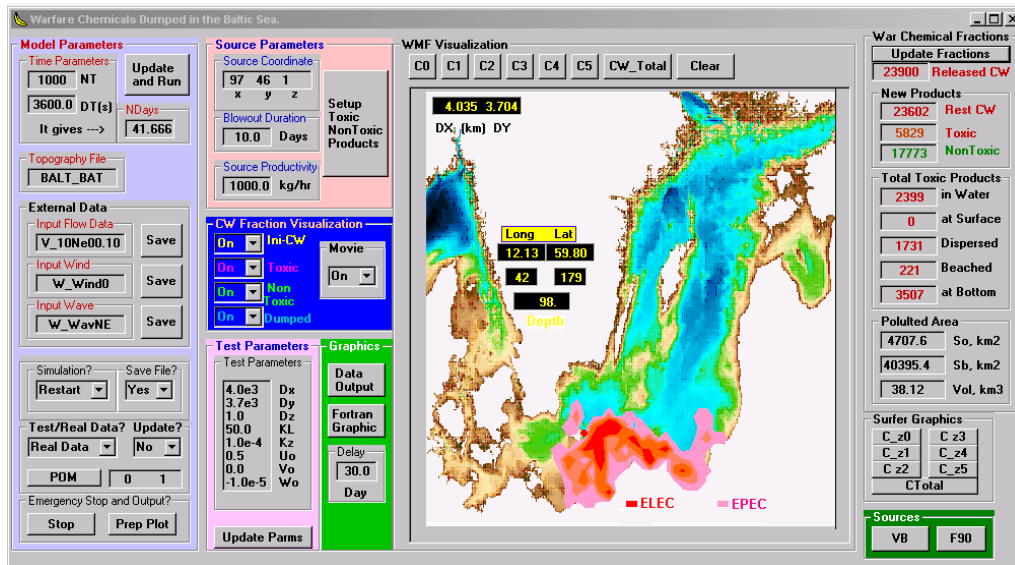 Warfare Chemicals Dumped in the Baltic Sea.
Model Parameters
Time Parameters
1000 NT
3600.0 DT(s)
It gives --->
Update and Run
NDays
41.666
Topography File
BALT_BAT
External Data
Input Flow Data
V_10Ne00.10 Save
Input Wind
W_Wind0 Save
Input Wave
W_WavNE Save
Simulation? Save File?
Restart Yes
Test/Real Data? Update?
Real Data No
POM 0 1
Emergency Stop and Output?
Stop Prep Plot
Source Parameters
Source Coordinate
97 46 1
x y z
Blowout Duration
10.0 Days
Source Productivity
1000.0 kg/hr
Setup
Toxic
NonToxic
Products
CW Fraction Visualization
On Ini-CW
On Toxic
On Non Toxic
On Dumped
Movie
On
Test Parameters
Test Parameters
4.0e3 Dx
3.7e3 Dy
1.0 Dz
50.0 KL
1.0e-4 Kz
0.5 Uo
0.0 Vo
-1.0e-5 Wo
Update Parms
Graphics
Data
Output
Fortran
Graphic
Delay
30.0
Day
WMF Visualization
C0 C1 C2 C3 C4 C5 CW_Total Clear
4.035 3.704
DX, (km) DY
Long Lat
12.13 59.80
42 179
98.
Depth
ELEC EPEC
War Chemical Fractions
Update Fractions
23900 Released CW
New Products
23602 Rest CW
5829 Toxic
17773 NonToxic
Total Toxic Products
2399 in Water
0 at Surface
1731 Dispersed
221 Beached
3507 at Bottom
Polulted Area
4707.6 So, km2
40395.4 Sb, km2
38.12 Vol, km3
Surfer Graphics
C_z0 C z3
C_z1 C_z4
C z2 C_z5
CTotal
Sources
VB F90